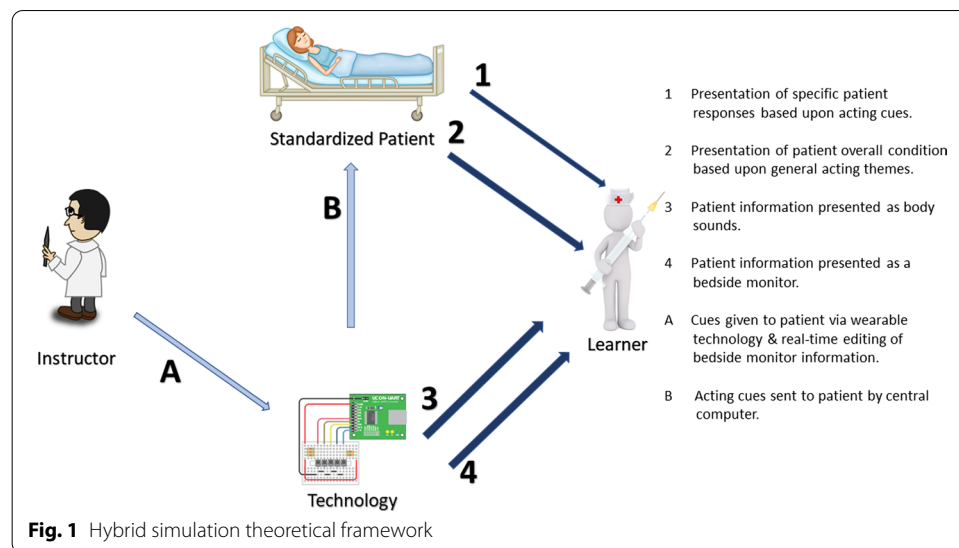 1
Standardized Patient
2
B
Instructor
A
Learner
UCON-UART
3
4
Technology
1 Presentation of specific patient
responses based upon acting cues.
2 Presentation of patient overall condition
based upon general acting themes.
3 Patient information presented as body
sounds.
4 Patient information presented as a
bedside monitor.
A Cues given to patient via wearable
technology & real-time editing of
bedside monitor information.
B Acting cues sent to patient by central
computer.
Fig. 1 Hybrid simulation theoretical framework